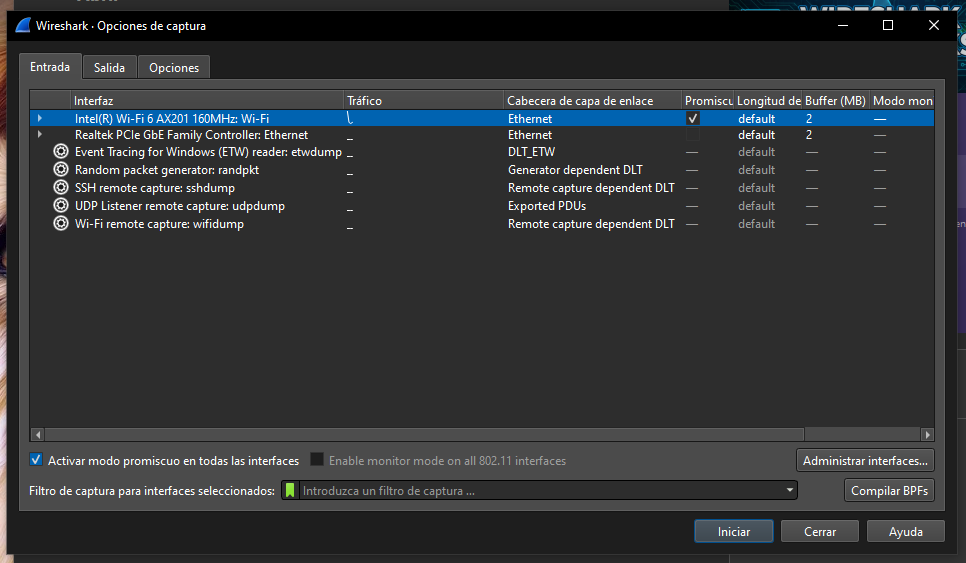 WIRESHARK
Wireshark · Opciones de captura
Entrada Salida Opciones
Interfaz Tráfico Cabecera de capa de enlace Promiscu Longitud de Buffer (MB) Modo mon
Intel(R) Wi-Fi 6 AX201 160MHz: Wi-Fi Ethernet default 2 —
Realtek PCIe GbE Family Controller: Ethernet _ Ethernet default 2 —
Event Tracing for Windows (ETW) reader: etwdump _ DLT_ETW — default — —
Random packet generator: randpkt _ Generator dependent DLT — default — —
SSH remote capture: sshdump _ Remote capture dependent DLT — default — —
UDP Listener remote capture: udpdump _ Exported PDUs — default — —
Wi-Fi remote capture: wifidump _ Remote capture dependent DLT — default — —
Activar modo promiscuo en todas las interfaces Enable monitor mode on all 802.11 interfaces Administrar interfaces...
Filtro de captura para interfaces seleccionados: Introduzca un filtro de captura ... Compilar BPFs
Iniciar Cerrar Ayuda